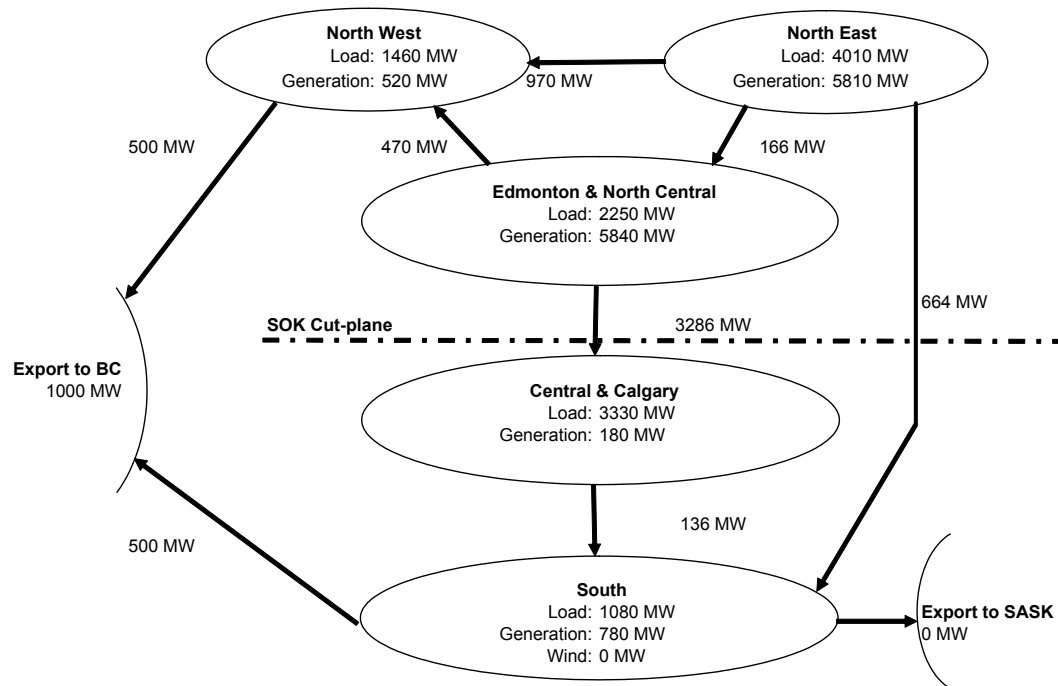 North West
Load: 1460 MW
Generation: 520 MW
North East
Load: 4010 MW
Generation: 5810 MW
970 MW
500 MW
470 MW
166 MW
Edmonton & North Central
Load: 2250 MW
Generation: 5840 MW
664 MW
SOK Cut-plane
3286 MW
Export to BC
1000 MW
Central & Calgary
Load: 3330 MW
Generation: 180 MW
136 MW
500 MW
South
Load: 1080 MW
Generation: 780 MW
Wind: 0 MW
Export to SASK
0 MW